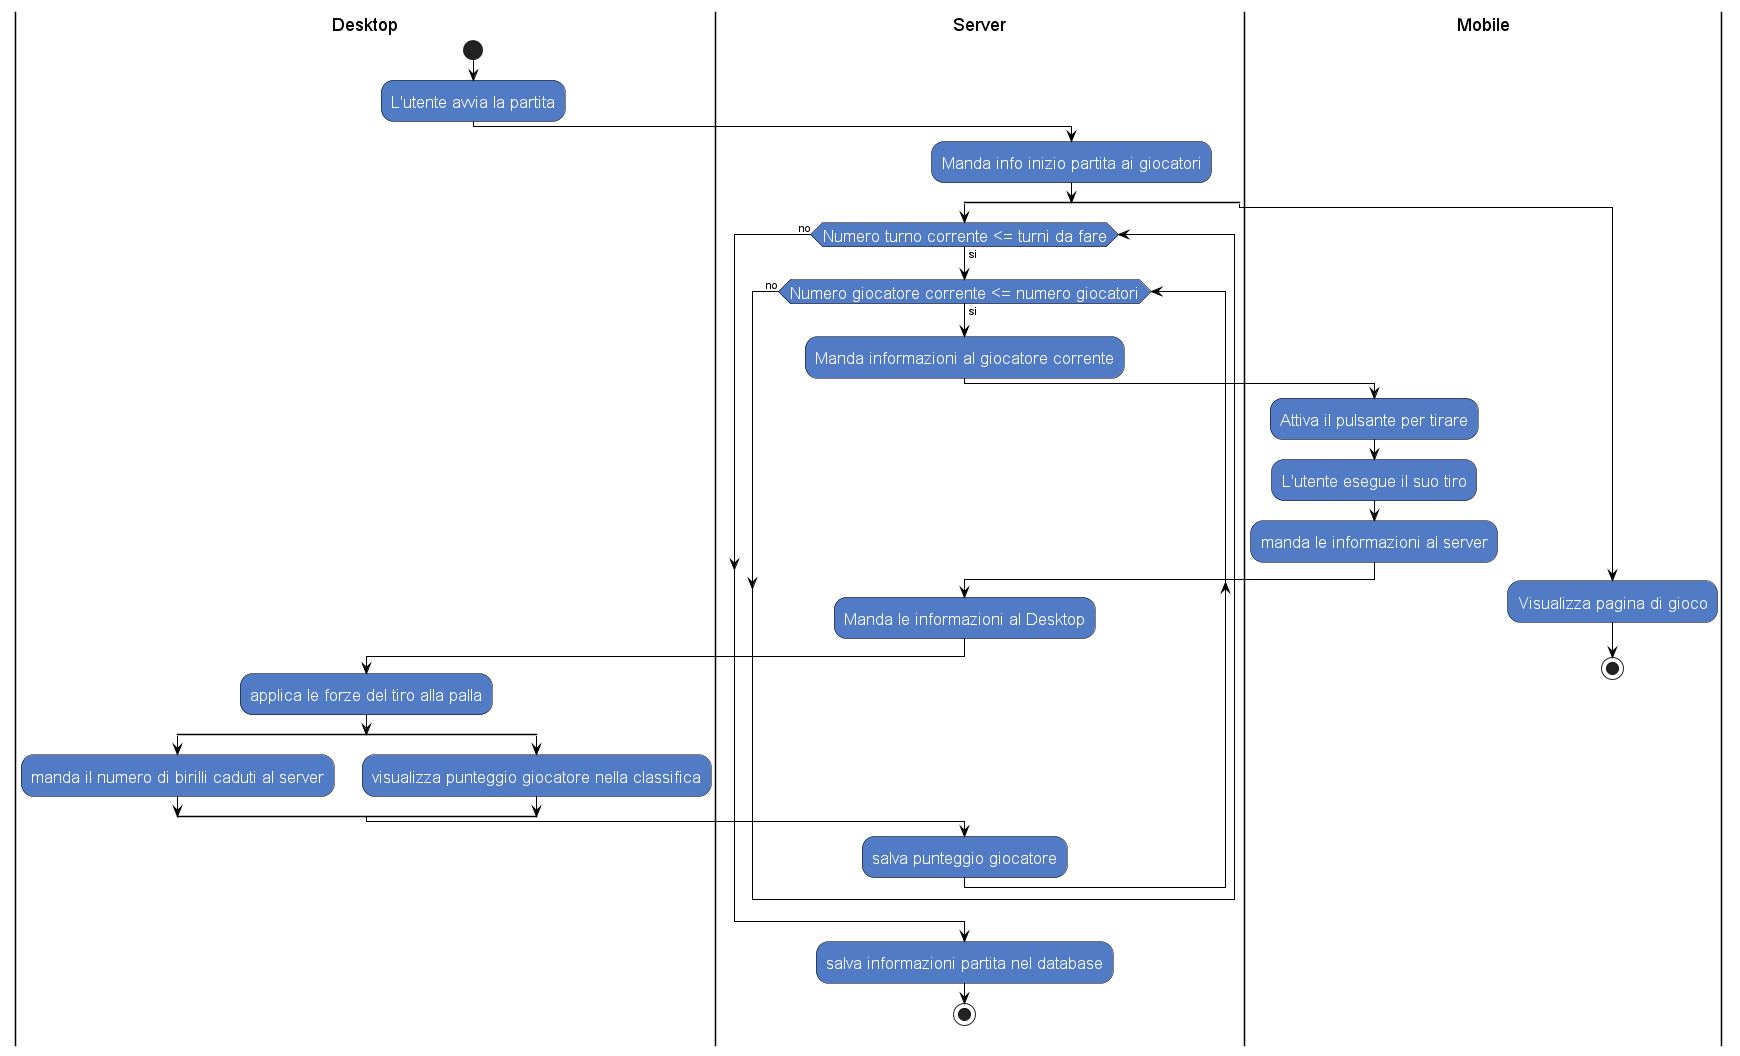 Desktop
Server
Mobile
L'utente avvia la partita
Manda info inizio partita ai giocatori
no
Numero turno corrente <= turni da fare
si
no
Numero giocatore corrente <= numero giocatori
si
Manda informazioni al giocatore corrente
Attiva il pulsante per tirare
L'utente esegue il suo tiro
manda le informazioni al server
Visualizza pagina di gioco
Manda le informazioni al Desktop
applica le forze del tiro alla palla
manda il numero di birilli caduti al server
visualizza punteggio giocatore nella classifica
salva punteggio giocatore
salva informazioni partita nel database